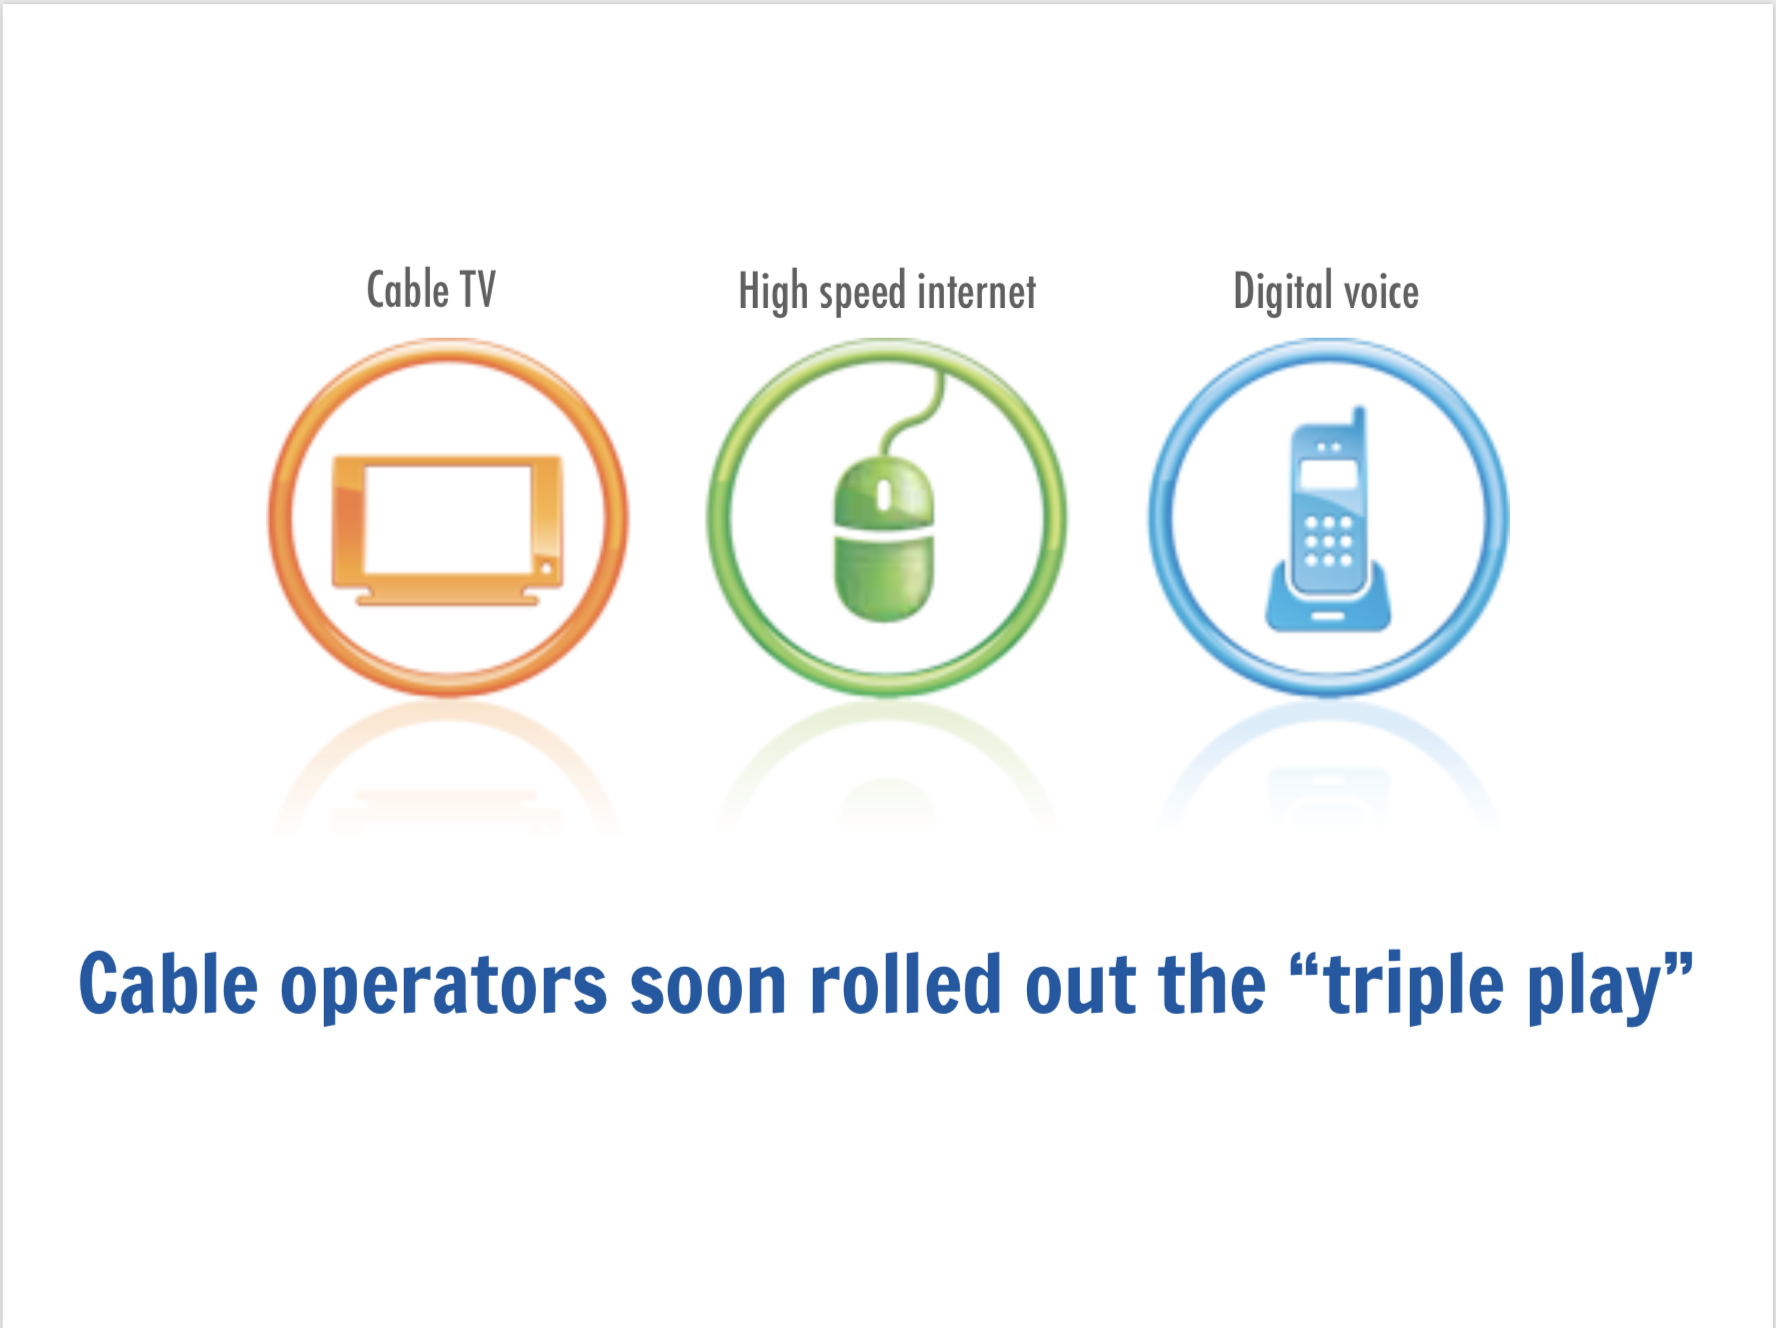 Cable TV
High speed internet
Digital voice
Cable operators soon rolled out the “triple play”